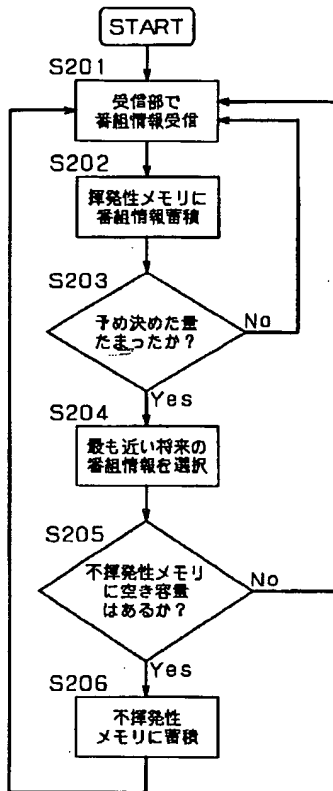 START
S201
受信部で
番組情報受信
S202
揮発性メモリに
番組情報蓄積
S203
予め決めた量
たまったか？
No
Yes
S204
最も近い将来の
番組情報を選択
S205
不揮発性メモリ
に空き容量
はあるか？
No
Yes
S206
不揮発性
メモリに蓄積